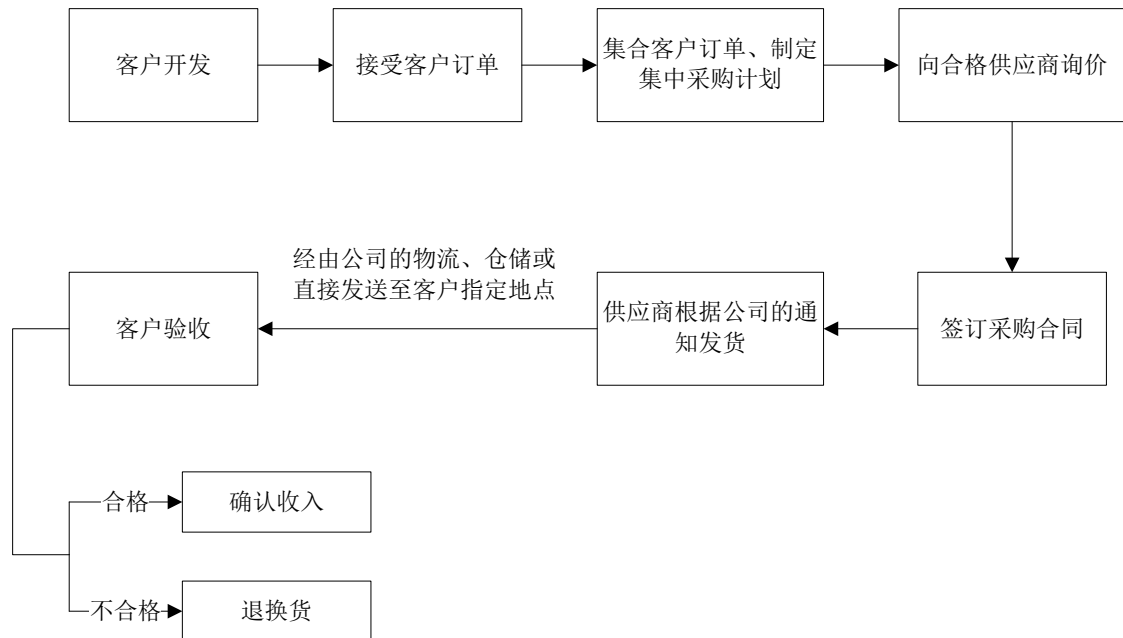 客户开发
接受客户订单
集合客户订单、制定
集中采购计划
向合格供应商询价
经由公司的物流、仓储或
直接发送至客户指定地点
客户验收
供应商根据公司的通
知发货
签订采购合同
合格
确认收入
不合格
退换货